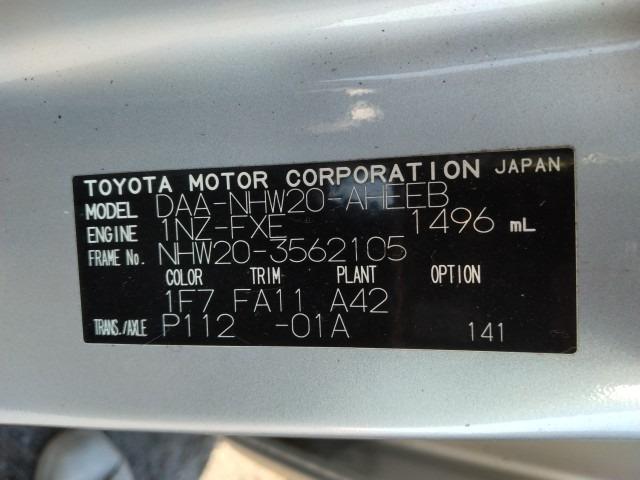 TOYOTA MOTOR CORPORATION JAPAN
MODEL DAA-NHW20-AHEEB
ENGINE 1NZ-FXE 1496 mL
FRAME No. NHW20-3562105
COLOR TRIM PLANT OPTION
1F7 FA11 A42
TRANS./AXLE P112 -01A 141